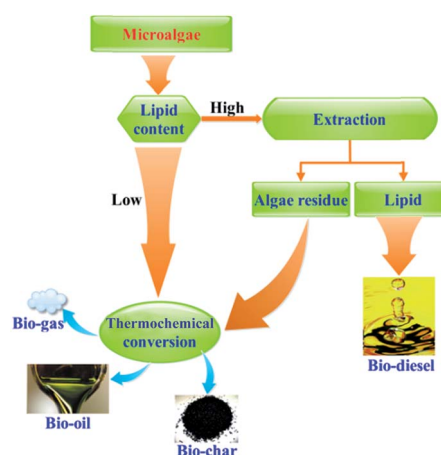 Microalgae
Lipid
content
High
Extraction
Low
Algae residue
Lipid
Bio-gas
Thermochemical
conversion
Bio-diesel
Bio-oil
Bio-char